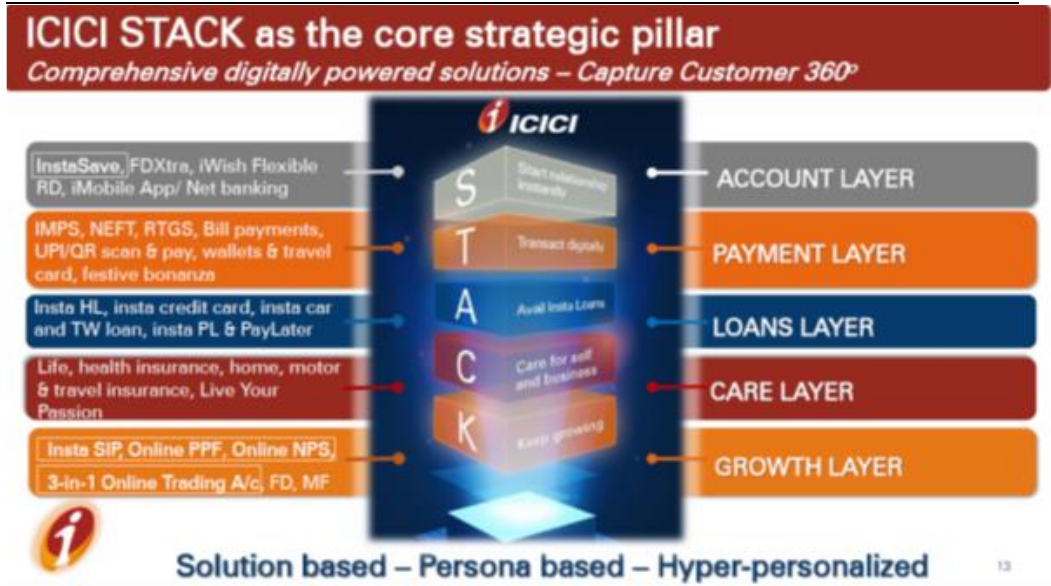 ICICI STACK as the core strategic pillar
Comprehensive digitally powered solutions – Capture Customer 360º
ICICI
InstaSave, FDXtra, iWish Flexible
RD, iMobile App/ Net banking
S
Start relationship
instantly
ACCOUNT LAYER
IMPS, NEFT, RTGS, Bill payments,
UPI/QR scan & pay, wallets & travel
card, festive bonanza
T
Transact digitally
PAYMENT LAYER
Insta HL, insta credit card, insta car
and TW loan, insta PL & PayLater
A
Avail Insta Loans
LOANS LAYER
Life, health insurance, home, motor
& travel insurance, Live Your
Passion
C
Care for self
and business
CARE LAYER
Insta SIP, Online PPF, Online NPS,
3-in-1 Online Trading A/c, FD, MF
K
Keep growing
GROWTH LAYER
Solution based – Persona based – Hyper-personalized
13